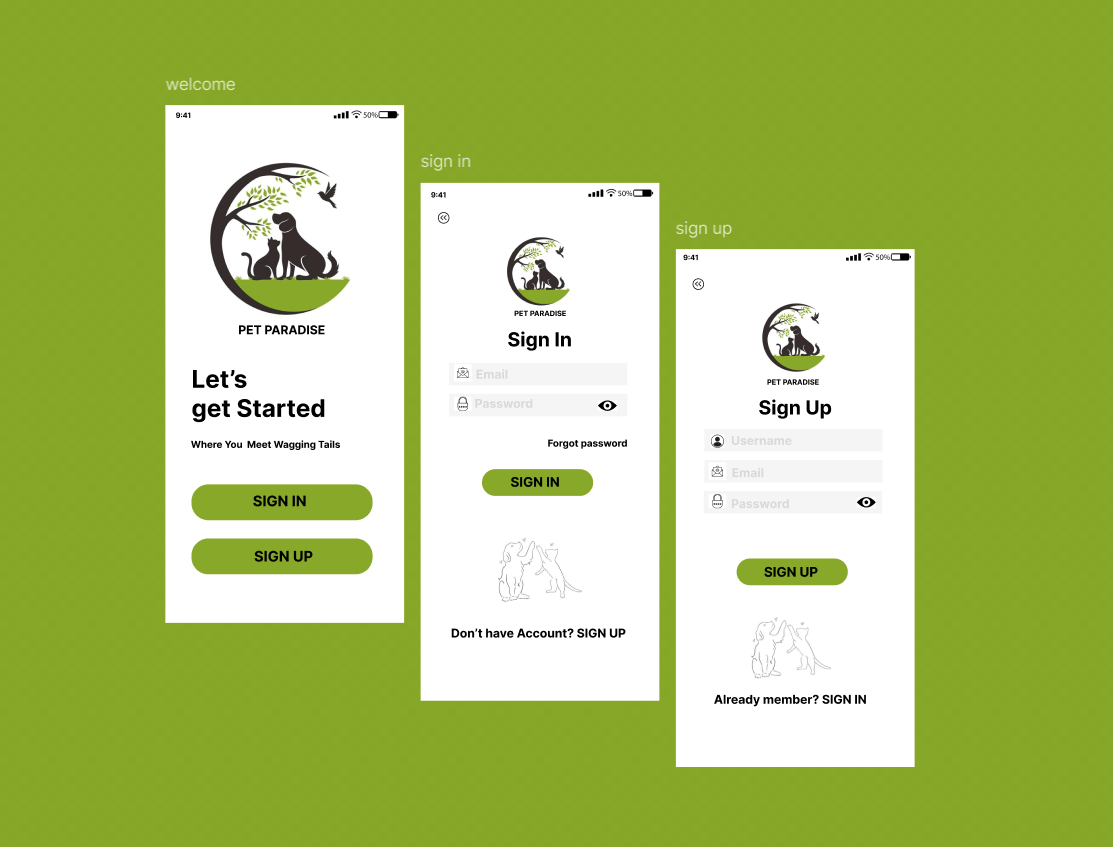 welcome
9:41
50%
PET PARADISE
Let’s
get Started
Where You Meet Wagging Tails
SIGN IN
SIGN UP
sign in
9:41
50%
PET PARADISE
Sign In
Email
Password
Forgot password
SIGN IN
Don’t have Account? SIGN UP
sign up
9:41
50%
PET PARADISE
Sign Up
Username
Email
Password
SIGN UP
Already member? SIGN IN